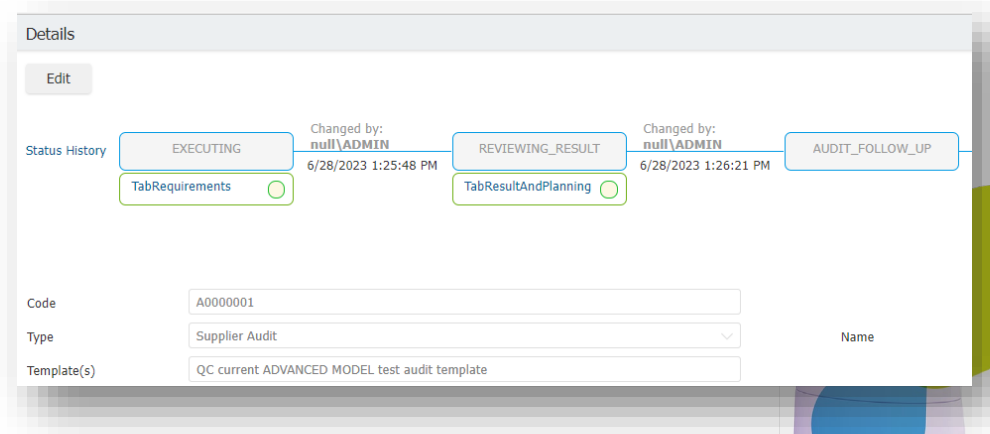 Details
Edit
Status History
EXECUTING
TabRequirements
Changed by:
null\ADMIN
6/28/2023 1:25:48 PM
REVIEWING_RESULT
TabResultAndPlanning
Changed by:
null\ADMIN
6/28/2023 1:26:21 PM
AUDIT_FOLLOW_UP
Code
A0000001
Type
Supplier Audit
Name
Template(s)
QC current ADVANCED MODEL test audit template